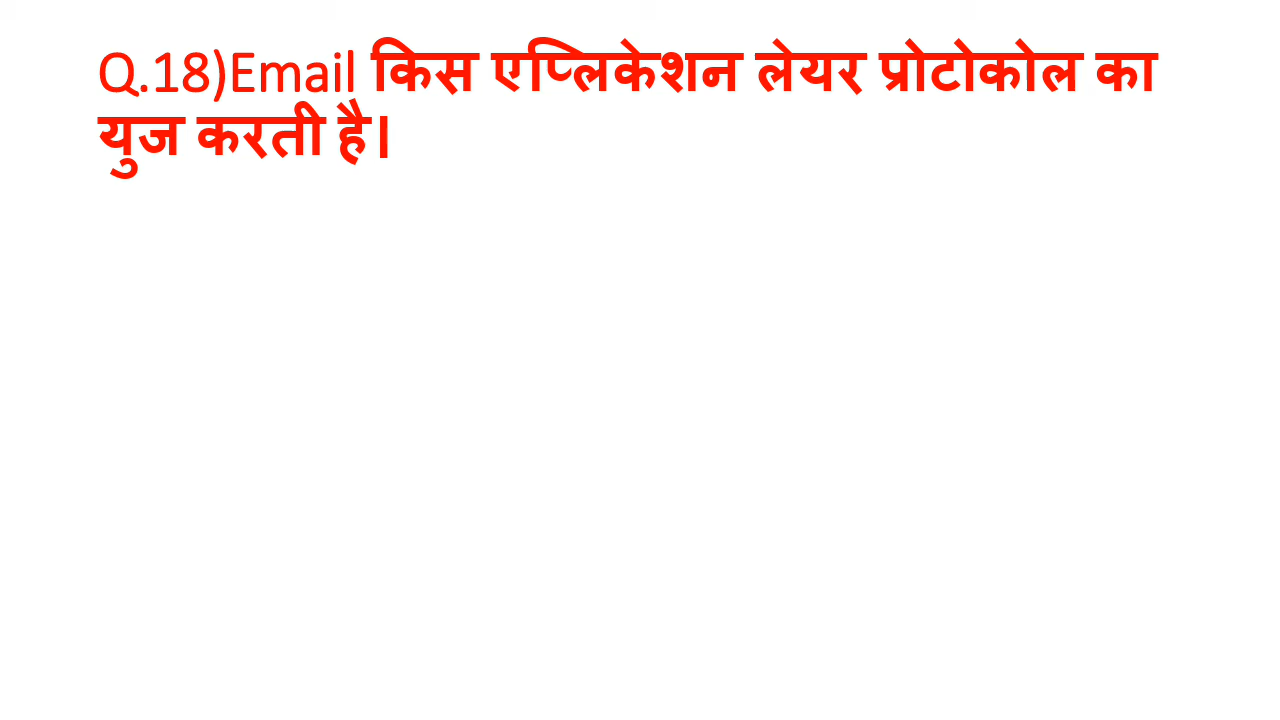 Q.18)Email किस एप्लिकेशन लेयर प्रोटोकोल का
युज करती है।